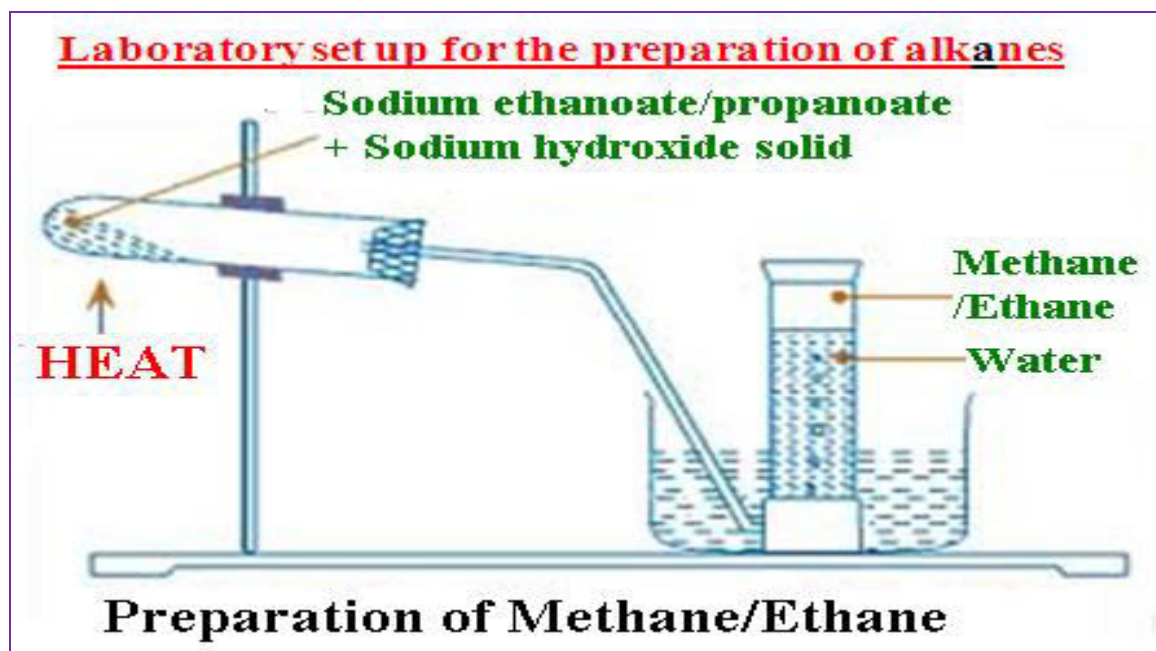 Laboratory set up for the preparation of alkanes
Sodium ethanoate/propanoate
+ Sodium hydroxide solid
Methane
/Ethane
Water
HEAT
Preparation of Methane/Ethane